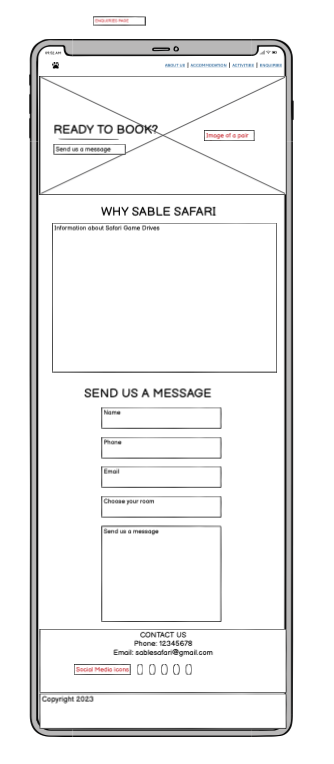 ENQUIRIES PAGE
09:52 AM
ABOUT US | ACCOMMODATION | ACTIVITIES | ENQUIRIES
READY TO BOOK?
Image of a pair
Send us a message
WHY SABLE SAFARI
Information about Safari Game Drives
SEND US A MESSAGE
Name
Phone
Email
Choose your room
Send us a message
CONTACT US
Phone: 12345678
Email: sablesafari@gmail.com
Social Media icons
Copyright 2023